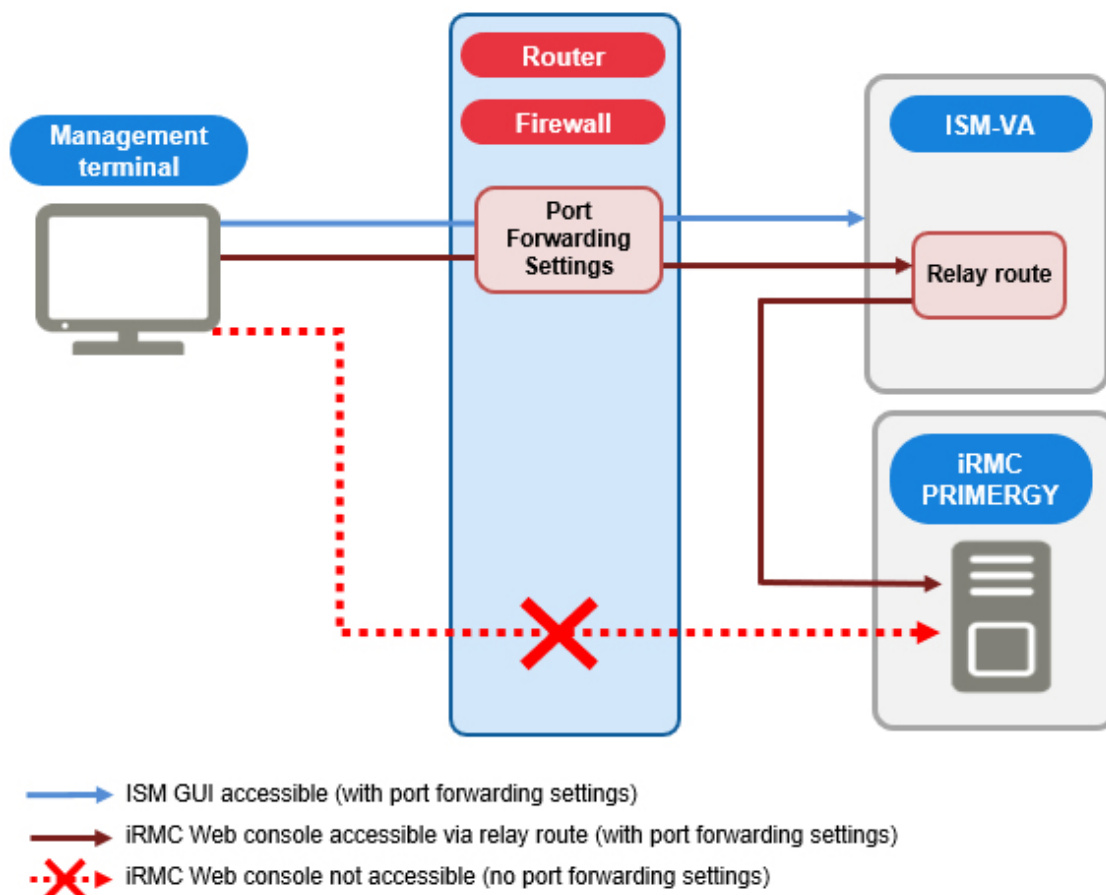 Router
Firewall
Management
terminal
ISM-VA
Port
Forwarding
Settings
Relay route
iRMC
PRIMERGY
ISM GUI accessible (with port forwarding settings)
iRMC Web console accessible via relay route (with port forwarding settings)
iRMC Web console not accessible (no port forwarding settings)